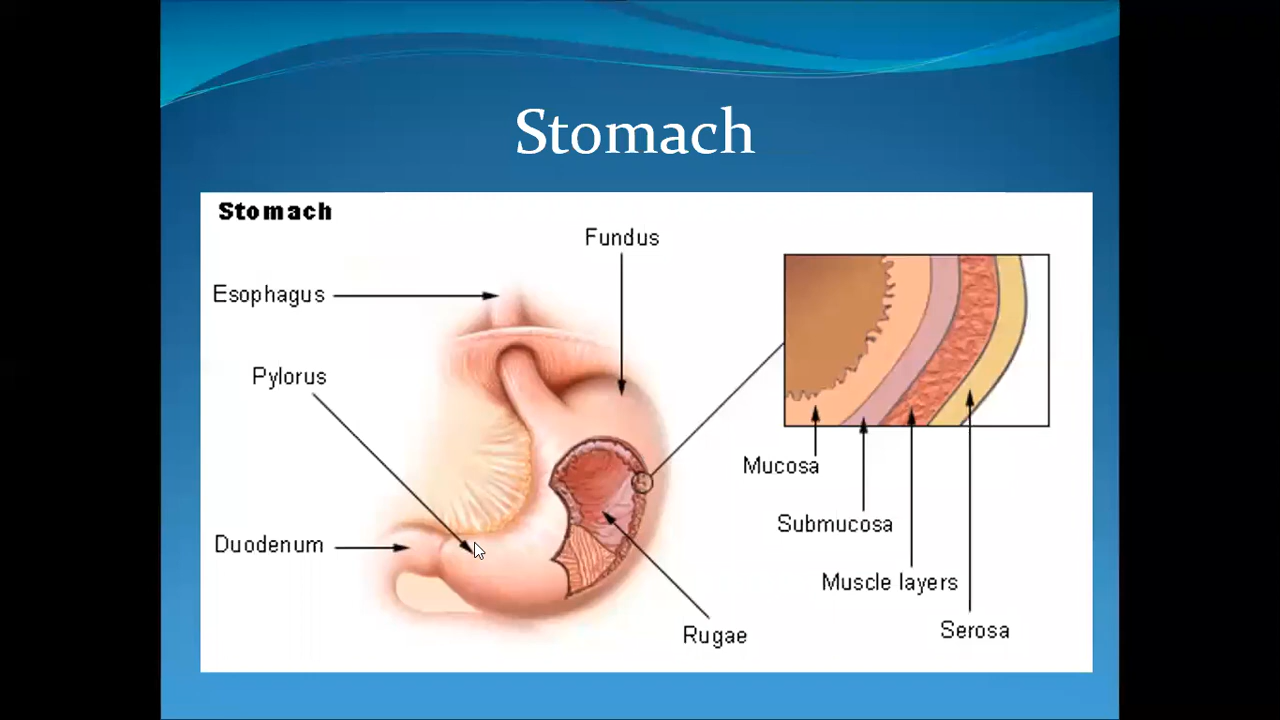 Stomach
Stomach
Fundus
Esophagus
Pylorus
Duodenum
Rugae
Mucosa
Submucosa
Muscle layers
Serosa